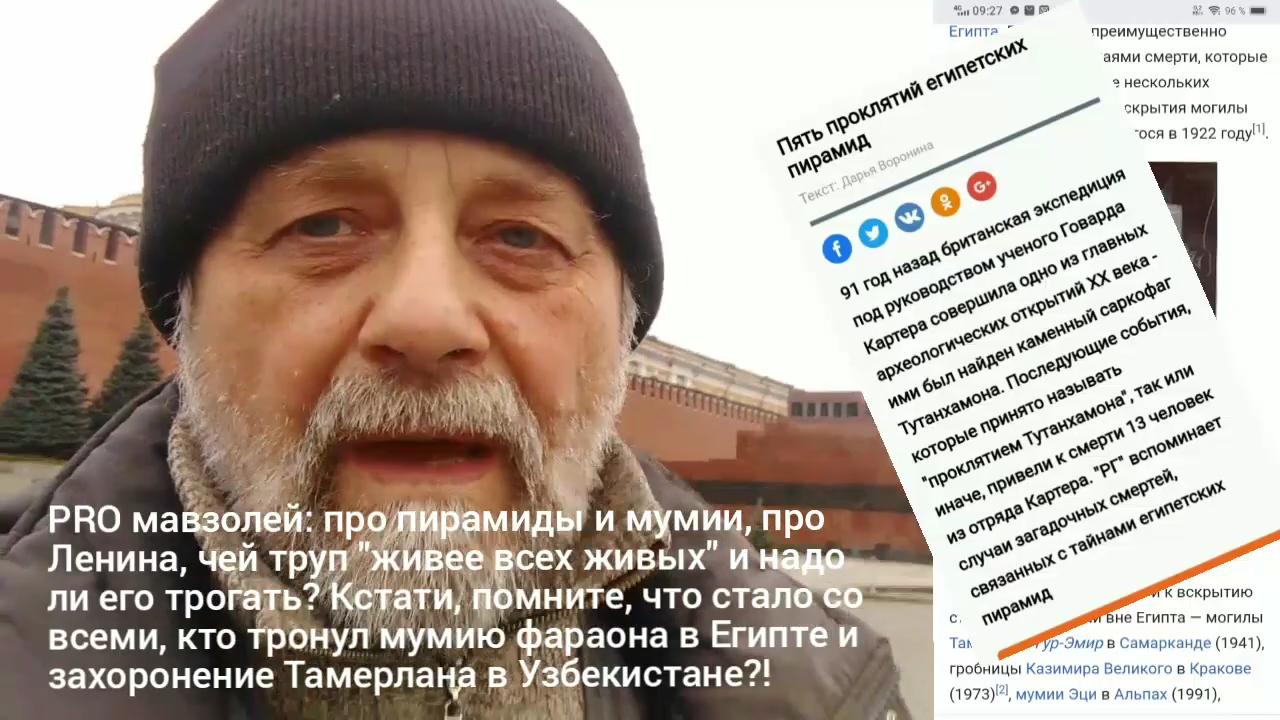 PRO мавзолей: про пирамиды и мумии, про
Ленина, чей труп "живее всех живых" и надо
ли его трогать? Кстати, помните, что стало со
всеми, кто тронул мумию фараона в Египте и
захоронение Тамерлана в Узбекистане?!
4G 09:27
96 %
Египта,
преимущественно
аями смерти, которые
е нескольких
скрытия могилы
гося в 1922 году[1].
Пять проклятий египетских
пирамид
Текст: Дарья Воронина
91 год назад британская экспедиция
под руководством ученого Говарда
Картера совершила одно из главных
археологических открытий XX века -
ими был найден каменный саркофаг
Тутанхамона. Последующие события,
которые принято называть
"проклятием Тутанхамона", так или
иначе, привели к смерти 13 человек
из отряда Картера. "РГ" вспоминает
случаи загадочных смертей,
связанных с тайнами египетских
пирамид
к вскрытию
вне Египта — могилы
Гур-Эмир в Самарканде (1941),
гробницы Казимира Великого в Кракове
(1973)[2], мумии Эци в Альпах (1991),